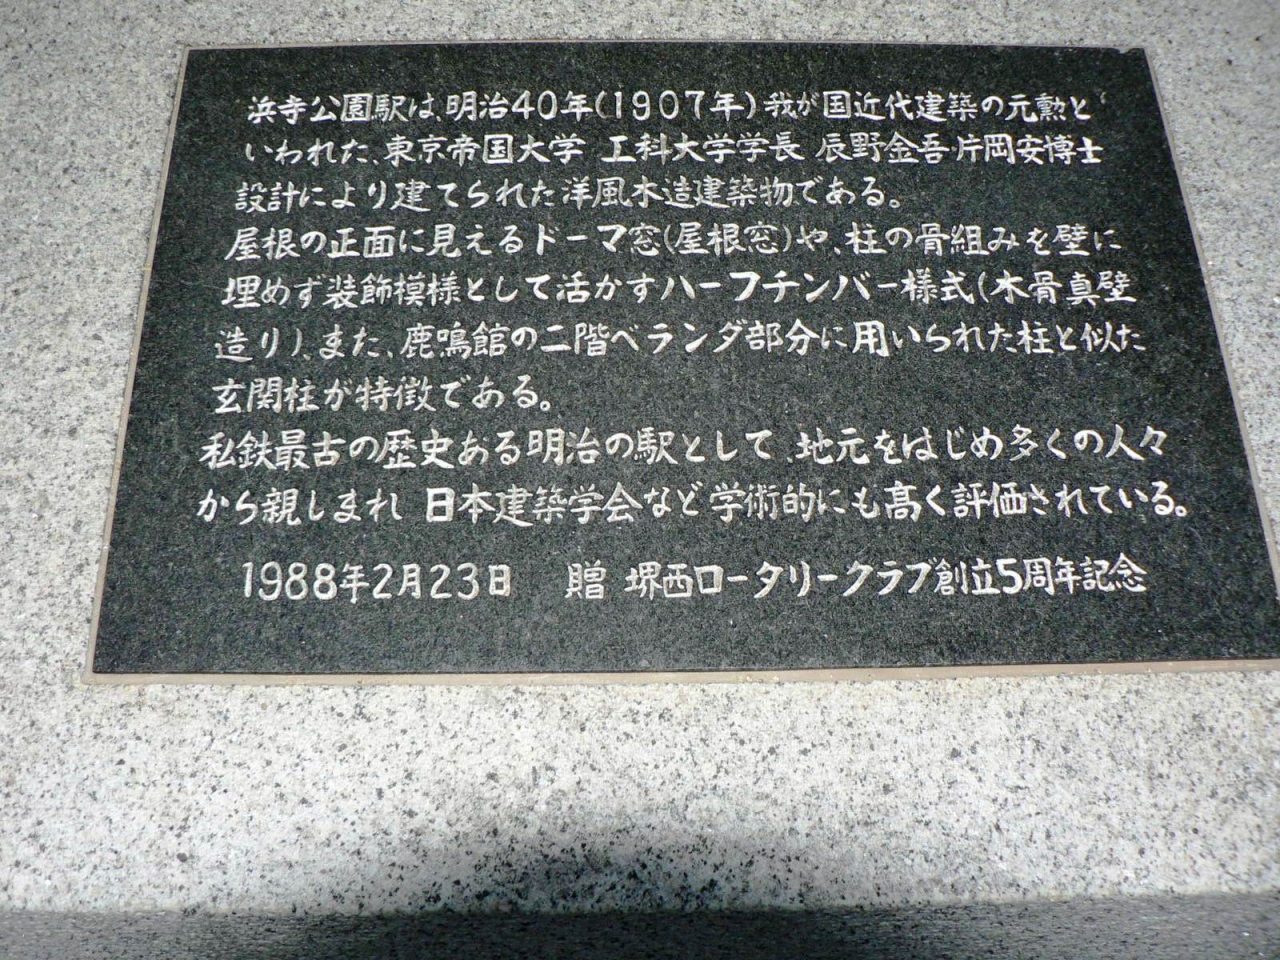 浜寺公園駅は、明治40年(1907年)我が国近代建築の元勲と
いわれた、東京帝国大学 工科大学学長 辰野金吾・片岡安博士
設計により建てられた洋風木造建築物である。
屋根の正面に見えるドーマ窓(屋根窓)や、柱の骨組みを壁に
埋めず装飾模様として活かすハーフチンバー様式(木骨真壁
造り)、また、鹿鳴館の二階ベランダ部分に用いられた柱と似た
玄関柱が特徴である。
私鉄最古の歴史ある明治の駅として、地元をはじめ多くの人々
から親しまれ 日本建築学会など学術的にも高く評価されている。
1988年2月23日 贈 堺西ロータリークラブ創立5周年記念